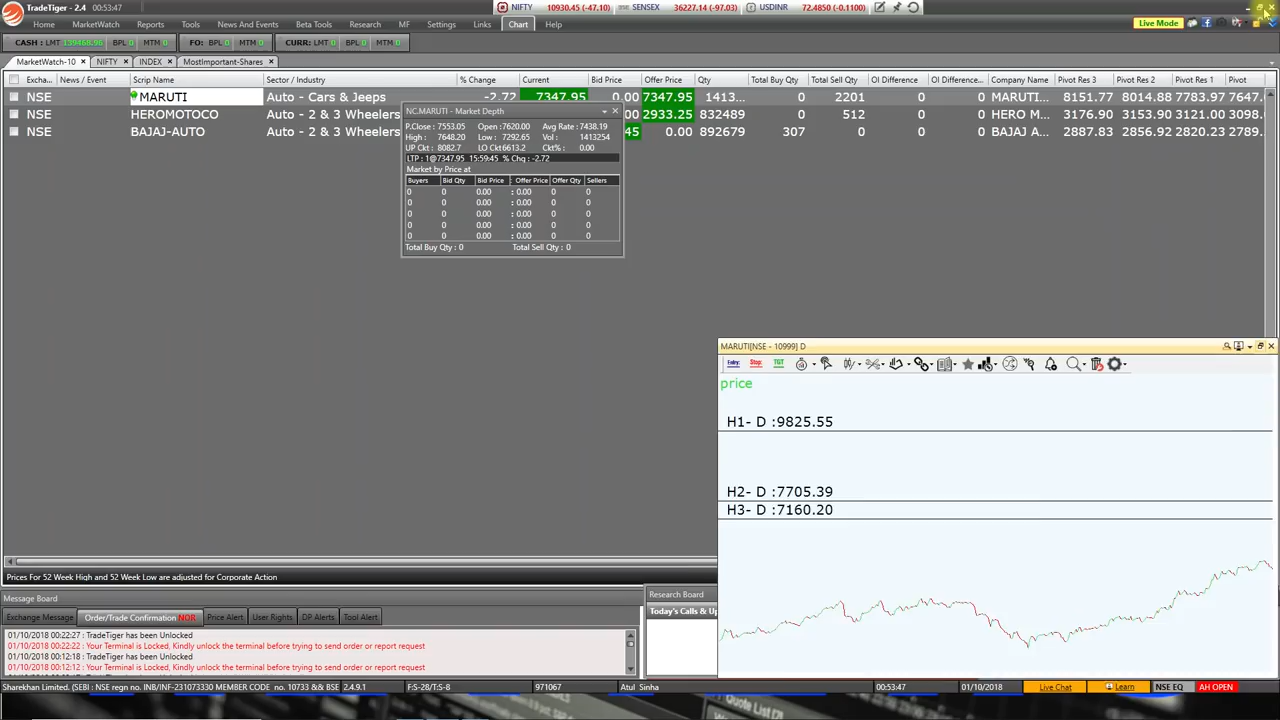 TradeTiger - 2.4
NIFTY 10930.45 (-47.10) SENSEX 36227.14 (-97.03) USDINR 72.4850 (-0.1100)
Home MarketWatch Reports Tools News And Events Beta Tools Research MF Settings Links Chart Help
Live Mode
CASH : LMT 199468.96 BPL 0 MTM 0 FO: BPL 0 MTM 0 CURR: LMT 0 BPL 0 MTM 0
MarketWatch-10 NIFTY INDEX MostImportant-Shares
Excha... News / Event Scrip Name Sector / Industry % Change Current Bid Price Offer Price Qty Total Buy Qty Total Sell Qty OI Difference OI Difference... Company Name Pivot Res 3 Pivot Res 2 Pivot Res 1 Pivot
NSE MARUTI Auto - Cars & Jeeps -2.72 7347.95 0.00 7347.95 1413... 0 2201 0 0 MARUTI... 8151.77 8014.88 7783.97 7647.
NSE HEROMOTOCO Auto - 2 & 3 Wheelers 2933.25 832489 0 512 0 0 HERO M... 3176.90 3153.90 3121.00 3098.
NSE BAJAJ-AUTO Auto - 2 & 3 Wheelers 45 0.00 892679 307 0 0 0 BAJAJ A... 2887.83 2856.92 2820.23 2789.
NC.MARUTI - Market Depth
P.Close : 7553.05 Open :7620.00 Avg Rate : 7438.19
High : 7648.20 Low : 7292.65 Vol : 1413254
UP Ckt : 8082.7 LO Ckt 6613.2 Ckt% : 0.00
LTP : 1@7347.95 15:59:45 % Chg : -2.72
Market by Price at
Buyers Bid Qty Bid Price : Offer Price Offer Qty Sellers
0 0 0.00 : 0.00 0 0
0 0 0.00 : 0.00 0 0
0 0 0.00 : 0.00 0 0
0 0 0.00 : 0.00 0 0
0 0 0.00 : 0.00 0 0
Total Buy Qty : 0 Total Sell Qty : 0
MARUTI[NSE - 10999] D
Entry: Stop: TGT
price
H1- D :9825.55
H2- D :7705.39
H3- D :7160.20
Prices For 52 Week High and 52 Week Low are adjusted for Corporate Action
Message Board
Research Board
Exchange Message Order/Trade Confirmation NOR Price Alert User Rights DP Alerts Tool Alert
Today's Calls & Up
01/10/2018 00:22:27 : TradeTiger has been Unlocked
01/10/2018 00:22:22 : Your Terminal is Locked, Kindly unlock the terminal before trying to send order or report request
01/10/2018 00:12:18 : TradeTiger has been Unlocked
01/10/2018 00:12:12 : Your Terminal is Locked, Kindly unlock the terminal before trying to send order or report request
Sharekhan Limited. (SEBI : NSE regn no. INB/INF-231073330 MEMBER CODE no. 10733 && BSE 2.4.9.1 F:S-28/T:S-8 971067 Atul Sinha 00:53:47 01/10/2018 Live Chat Learn NSE EQ AH OPEN
00:53:47